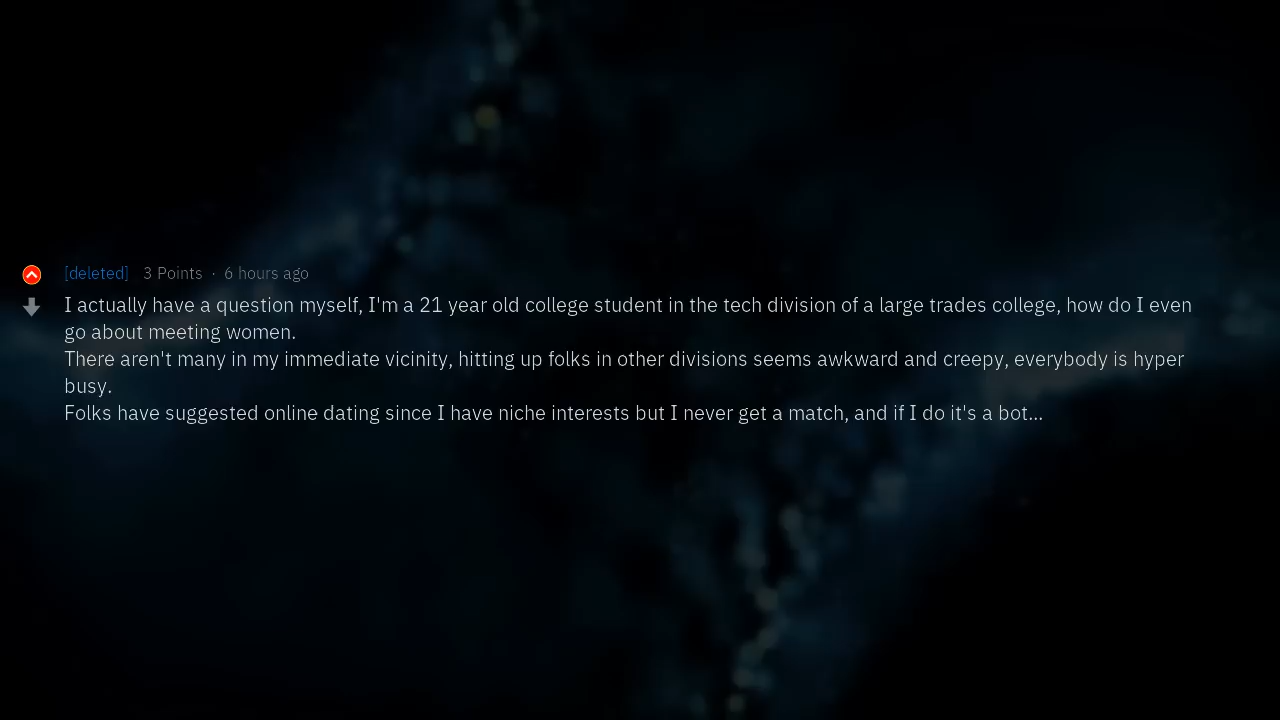 [deleted] 3 Points · 6 hours ago
I actually have a question myself, I'm a 21 year old college student in the tech division of a large trades college, how do I even
go about meeting women.
There aren't many in my immediate vicinity, hitting up folks in other divisions seems awkward and creepy, everybody is hyper
busy.
Folks have suggested online dating since I have niche interests but I never get a match, and if I do it's a bot...